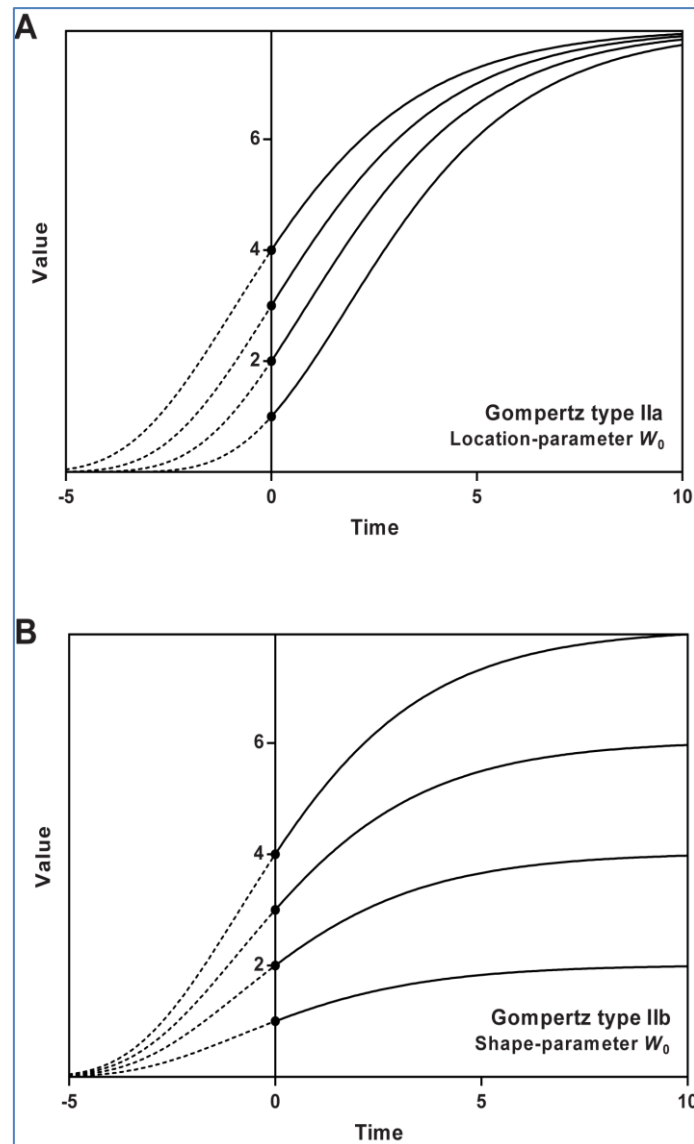 A
6
4
2
Value
Gompertz type IIa
Location-parameter W₀
-5
0
5
10
Time
B
6
4
2
Value
Gompertz type IIb
Shape-parameter W₀
-5
0
5
10
Time